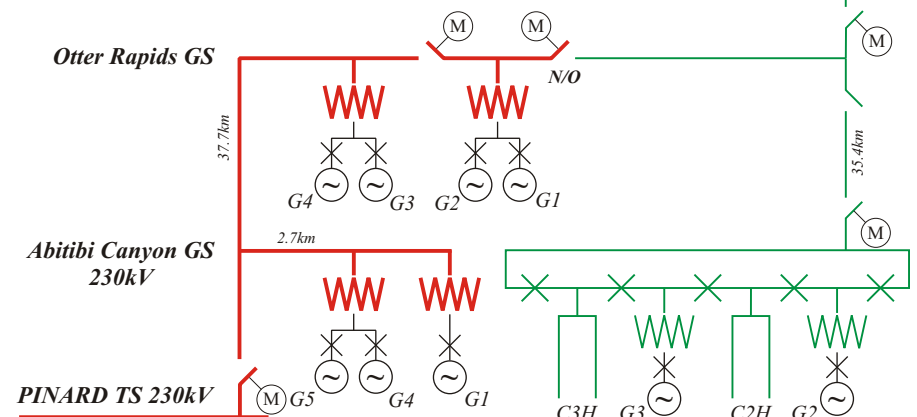 M
M
M
Otter Rapids GS
N/O
37.7km
35.4km
G4
G3
G2
G1
M
Abitibi Canyon GS
230kV
2.7km
PINARD TS 230kV
M
G5
G4
G1
C3H
G3
C2H
G2